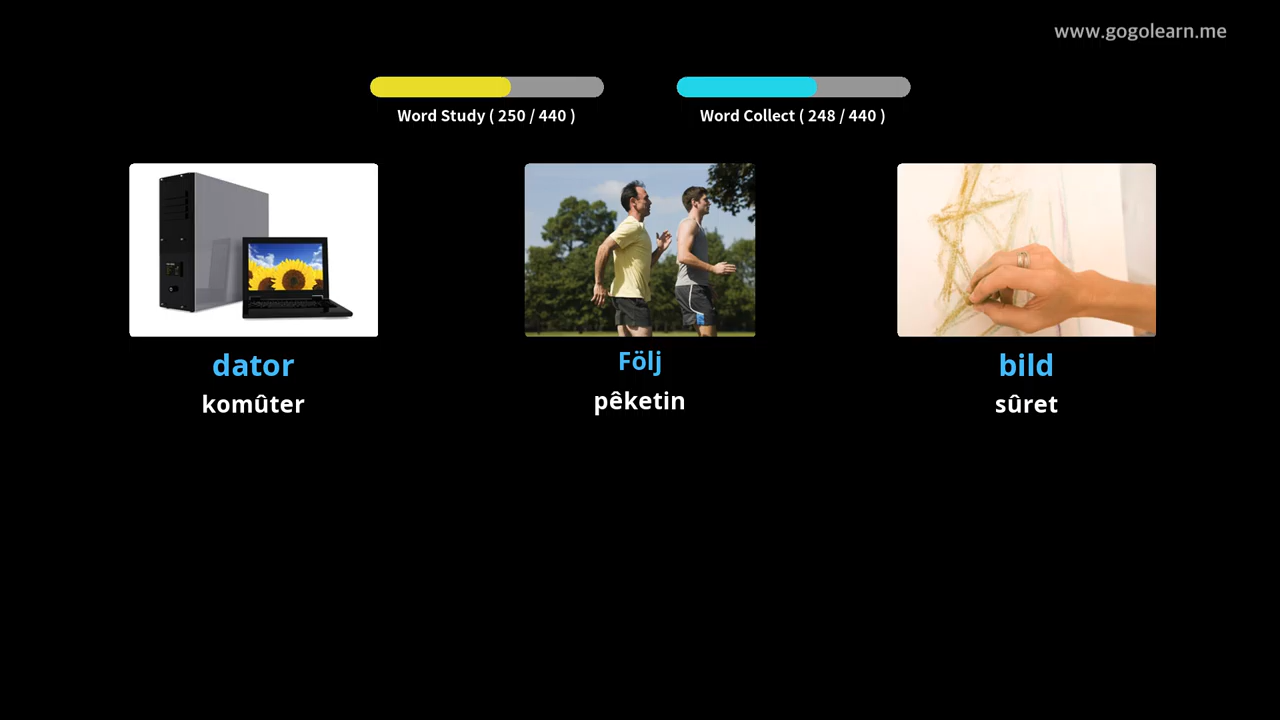 www.gogolearn.me
Word Study ( 250 / 440 )
Word Collect ( 248 / 440 )
dator
komûter
Följ
pêketin
bild
sûret